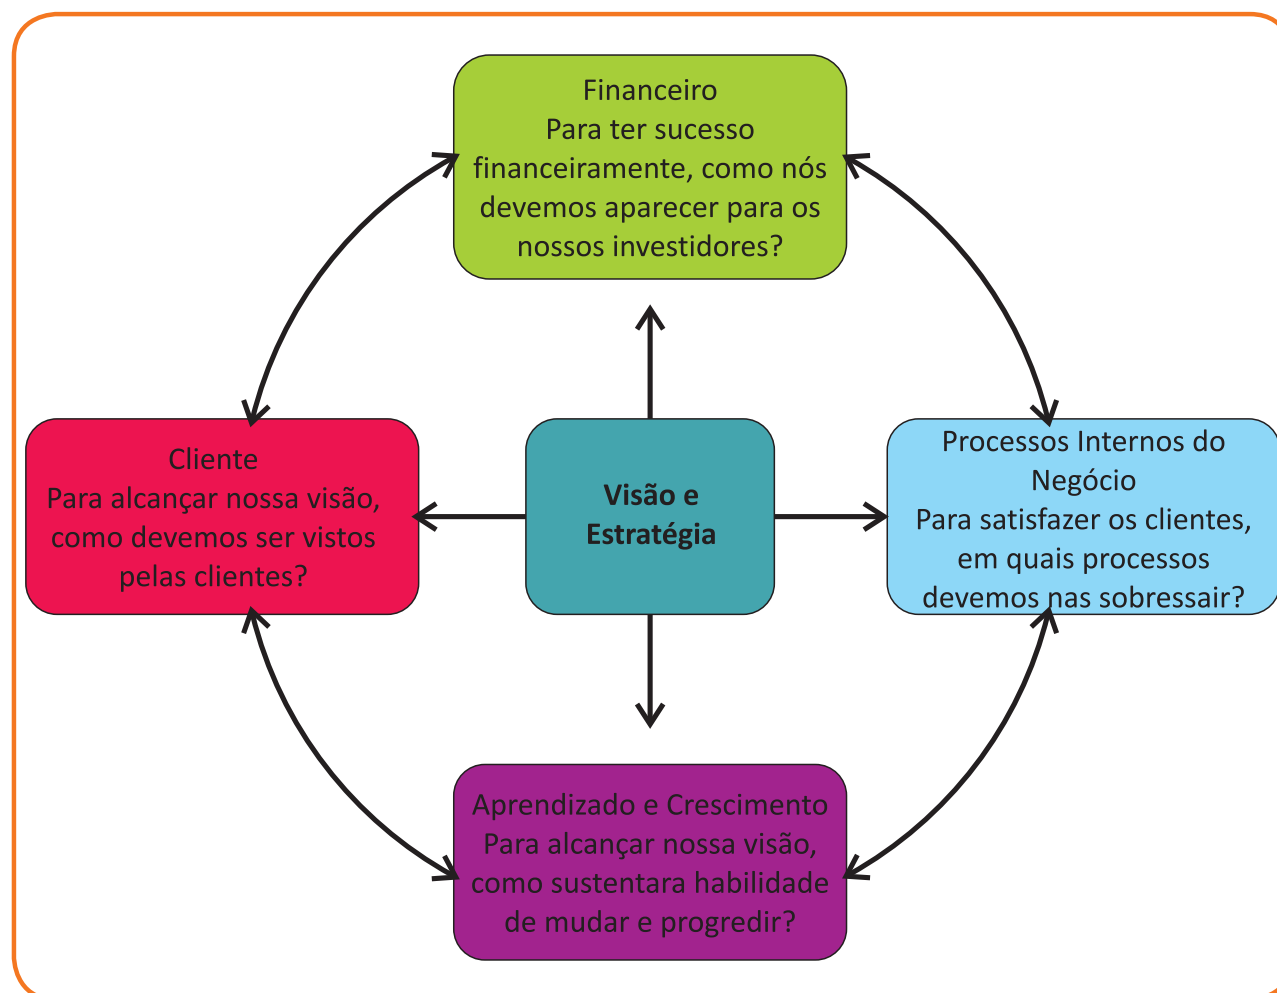 Financeiro
Para ter sucesso
financeiramente, como nós
devemos aparecer para os
nossos investidores?
Cliente
Para alcançar nossa visão,
como devemos ser vistos
pelas clientes?
Visão e
Estratégia
Processos Internos do
Negócio
Para satisfazer os clientes,
em quais processos
devemos nas sobressair?
Aprendizado e Crescimento
Para alcançar nossa visão,
como sustentara habilidade
de mudar e progredir?